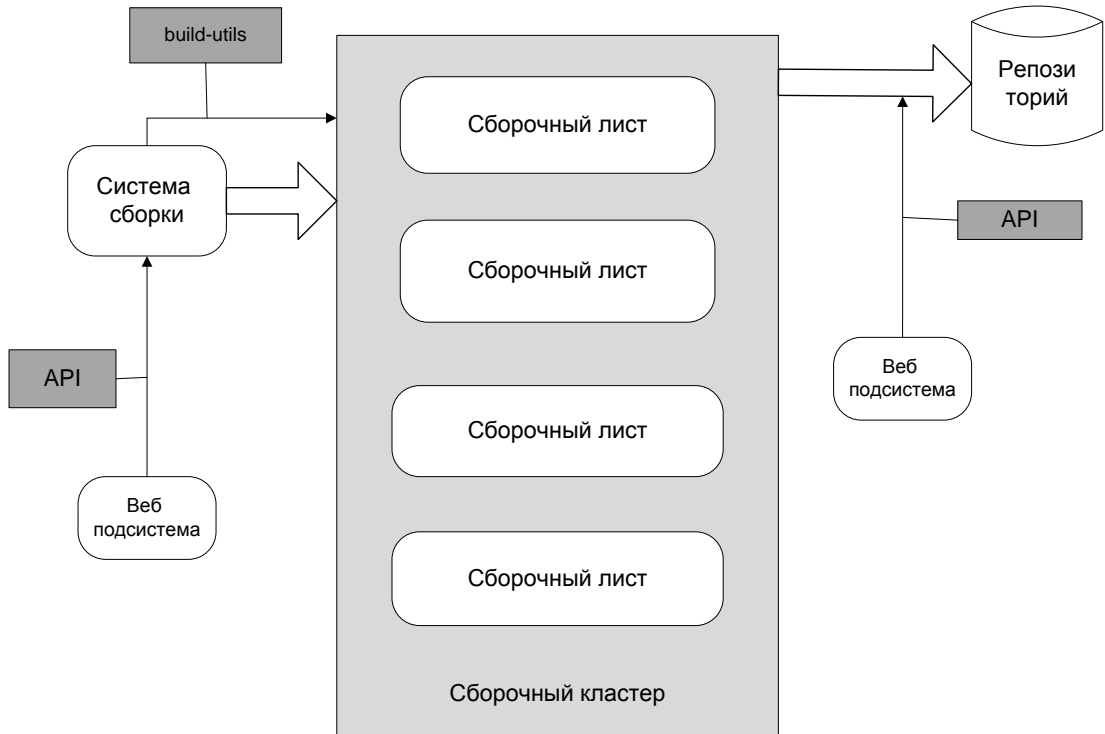 build-utils
Система
сборки
API
Веб
подсистема
Сборочный лист
Сборочный лист
Сборочный лист
Сборочный лист
Сборочный кластер
Репози
торий
API
Веб
подсистема